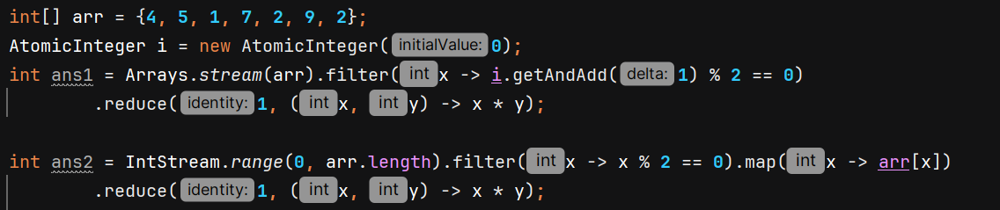 int[] arr = {4, 5, 1, 7, 2, 9, 2};
AtomicInteger i = new AtomicInteger( initialValue: 0);
int ans1 = Arrays.stream(arr).filter( int x -> i.getAndAdd( delta: 1) % 2 == 0)
.reduce( identity: 1, ( int x, int y) -> x * y);
int ans2 = IntStream.range(0, arr.length).filter( int x -> x % 2 == 0).map( int x -> arr[x])
.reduce( identity: 1, ( int x, int y) -> x * y);